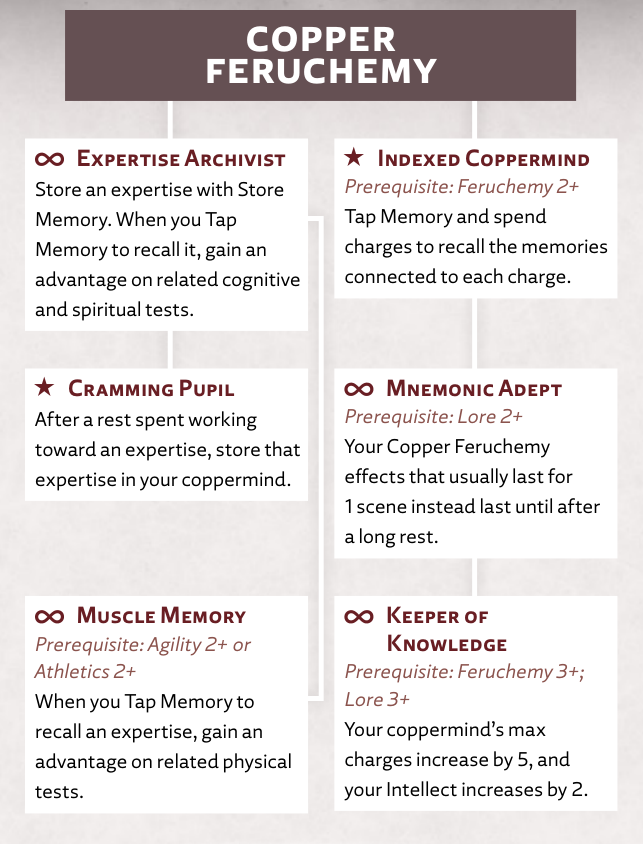 COPPER
FERUCHEMY
∞ Expertise Archivist
Store an expertise with Store
Memory. When you Tap
Memory to recall it, gain an
advantage on related cognitive
and spiritual tests.
★ Indexed Coppermind
Prerequisite: Feruchemy 2+
Tap Memory and spend
charges to recall the memories
connected to each charge.
★ Cramming Pupil
After a rest spent working
toward an expertise, store that
expertise in your coppermind.
∞ Mnemonic Adept
Prerequisite: Lore 2+
Your Copper Feruchemy
effects that usually last for
1 scene instead last until after
a long rest.
∞ Muscle Memory
Prerequisite: Agility 2+ or
Athletics 2+
When you Tap Memory to
recall an expertise, gain an
advantage on related physical
tests.
∞ Keeper of
Knowledge
Prerequisite: Feruchemy 3+;
Lore 3+
Your coppermind’s max
charges increase by 5, and
your Intellect increases by 2.